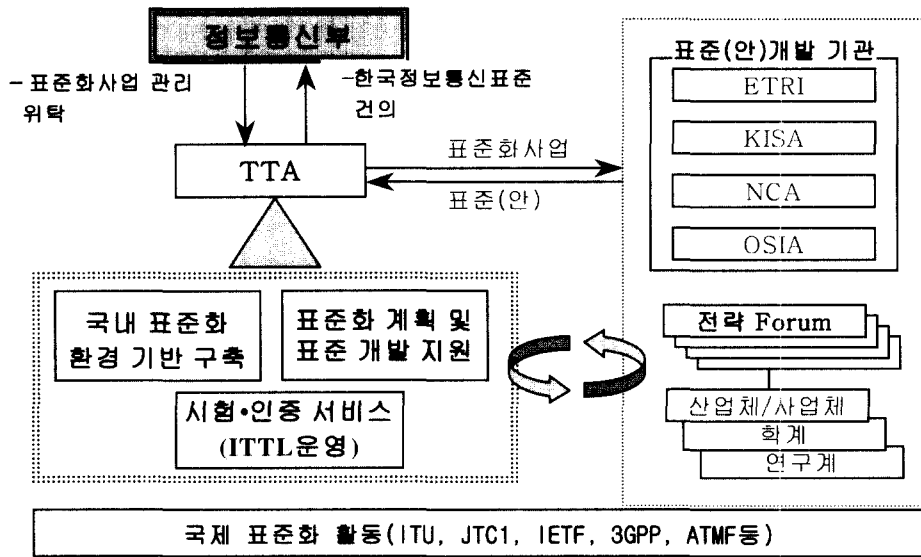 정보통신부
- 표준화사업 관리
위탁
-한국정보통신표준
건의
TTA
표준화사업
표준(안)
표준(안)개발 기관
ETRI
KISA
NCA
OSIA
국내 표준화
환경 기반 구축
표준화 계획 및
표준 개발 지원
시험•인증 서비스
(ITTL운영)
전략 Forum
산업체/사업체
학계
연구계
국제 표준화 활동(ITU, JTC1, IETF, 3GPP, ATMF등)